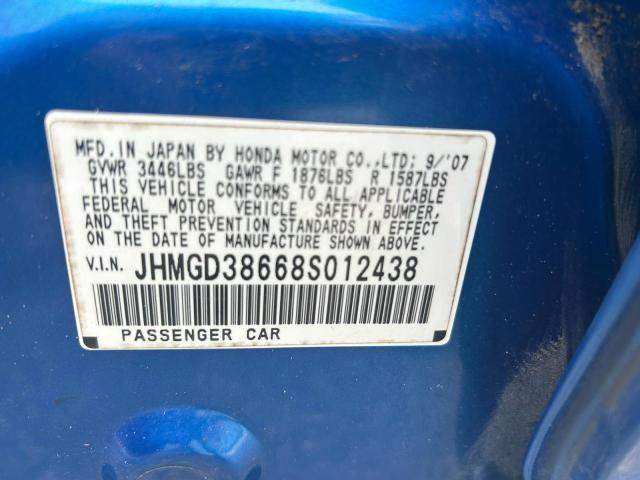 MFD. IN JAPAN BY HONDA MOTOR CO.,LTD; 9/'07
GVWR 3446LBS GAWR F 1876LBS R 1587LBS
THIS VEHICLE CONFORMS TO ALL APPLICABLE
FEDERAL MOTOR VEHICLE SAFETY, BUMPER,
AND THEFT PREVENTION STANDARDS IN EFFECT
ON THE DATE OF MANUFACTURE SHOWN ABOVE.
V.I.N. JHMGD38668S012438
PASSENGER CAR